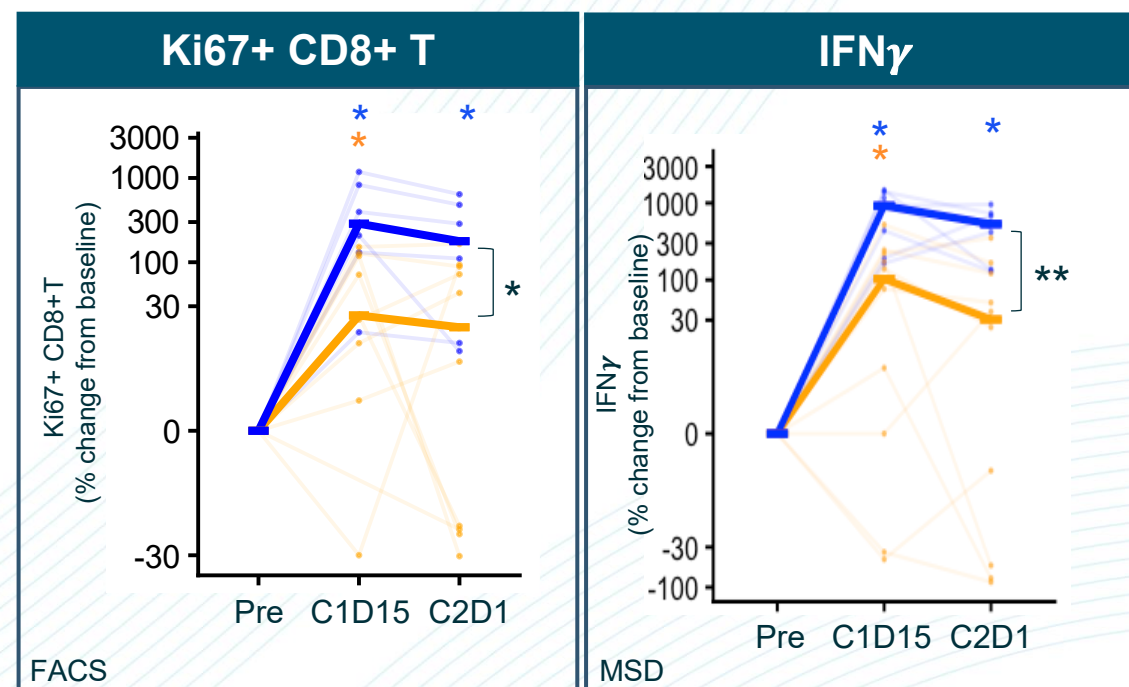 Ki67+ CD8+ T
* *
*
3000
1000
300
100
30
0
-30
Ki67+ CD8+T
(% change from baseline)
*
Pre C1D15 C2D1
FACS
IFNγ
* *
*
3000
1000
300
100
30
0
-30
-100
IFNγ
(% change from baseline)
**
Pre C1D15 C2D1
MSD